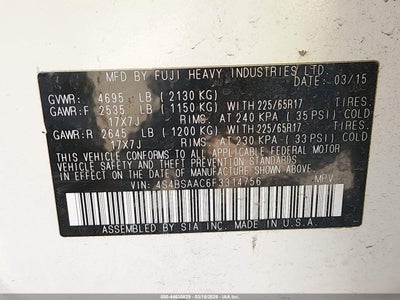 MFD BY FUJI HEAVY INDUSTRIES LTD.
03/15
GVWR: 4695 LB (2130 KG)
GAWR:F 2535 LB (1150 KG) WITH 225/65R17 TIRES.
17X7J RIMS. AT 240 KPA (35 PSI) COLD
GAWR:R 2645 LB (1200 KG) WITH 225/65R17 TIRES.
17X7J RIMS. AT 230 KPA (33 PSI) COLD
THIS VEHICLE CONFORMS TO ALL APPLICABLE FEDERAL MOTOR
VEHICLE SAFETY AND THEFT PREVENTION STANDARDS
IN EFFECT ON THE DATE OF MANUFACTURE SHOWN ABOVE.
VIN: 4S4BSAAC6F3314756 MPV
ASSEMBLED BY SIA INC. IN U.S.A.